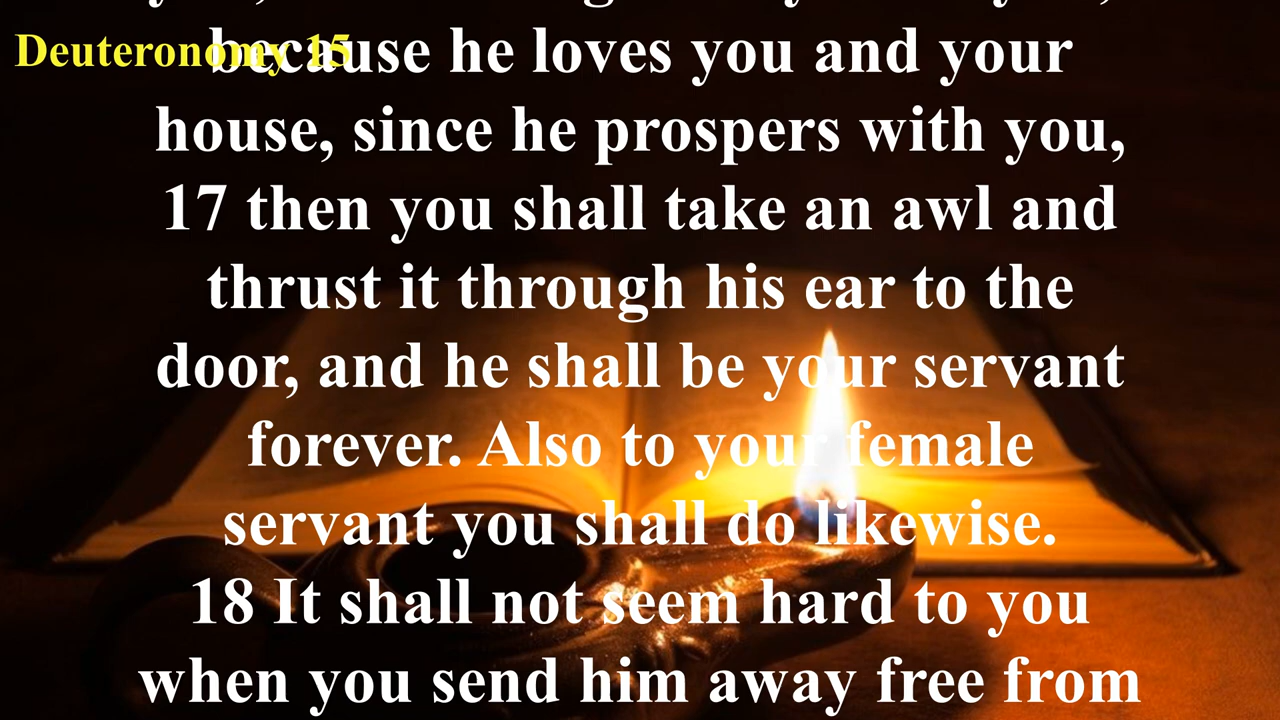 Deuteronomy 15
because he loves you and your
house, since he prospers with you,
17 then you shall take an awl and
thrust it through his ear to the
door, and he shall be your servant
forever. Also to your female
servant you shall do likewise.
18 It shall not seem hard to you
when you send him away free from